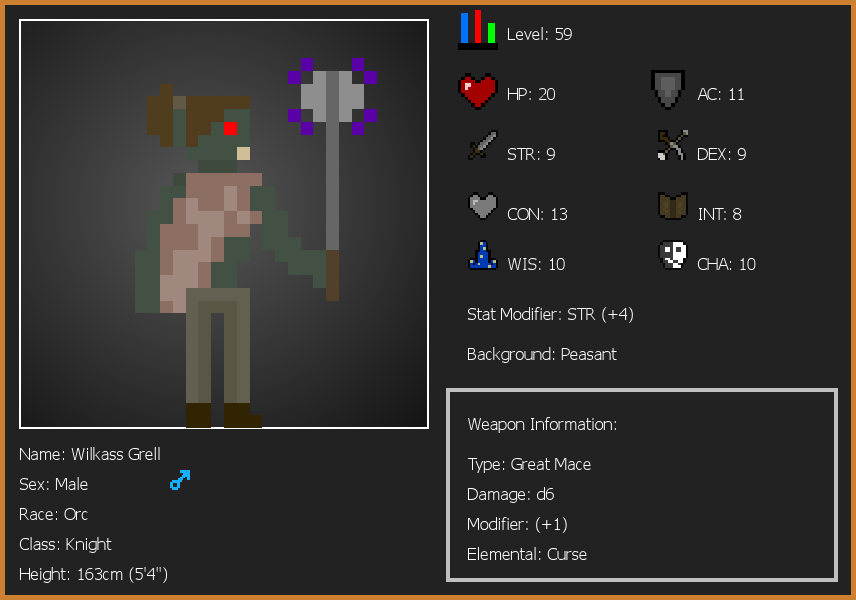 Level: 59
HP: 20
AC: 11
STR: 9
DEX: 9
CON: 13
INT: 8
WIS: 10
CHA: 10
Stat Modifier: STR (+4)
Background: Peasant
Weapon Information:
Type: Great Mace
Damage: d6
Modifier: (+1)
Elemental: Curse
Name: Wilkass Grell
Sex: Male
Race: Orc
Class: Knight
Height: 163cm (5'4")